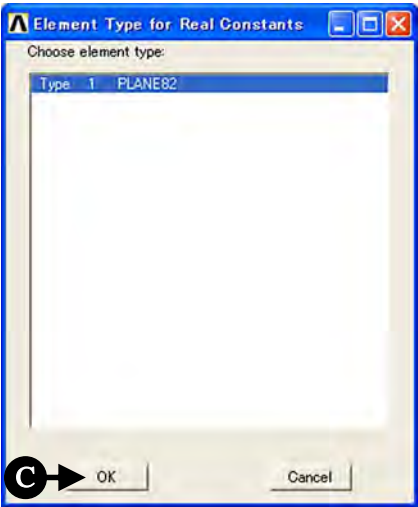 Element Type for Real Constants
Choose element type:
Type 1 PLANE82
C OK Cancel